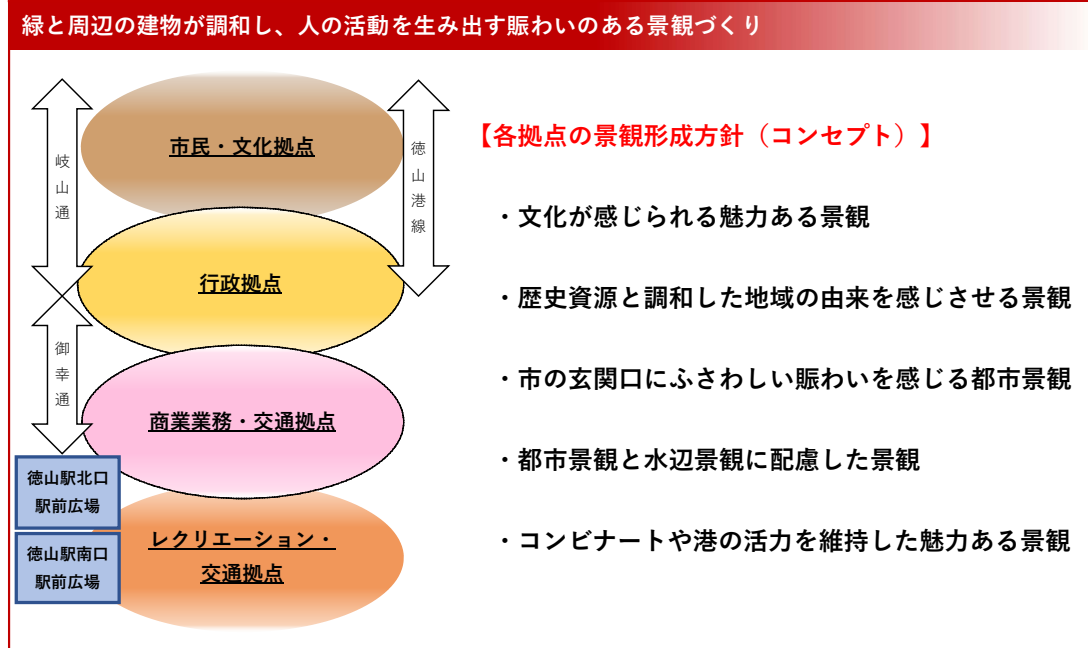 緑と周辺の建物が調和し、人の活動を生み出す賑わいのある景観づくり
岐山通
市民・文化拠点
徳山港線
行政拠点
御幸通
商業業務・交通拠点
徳山駅北口
駅前広場
徳山駅南口
駅前広場
レクリエーション・
交通拠点
【各拠点の景観形成方針（コンセプト）】
・文化が感じられる魅力ある景観
・歴史資源と調和した地域の由来を感じさせる景観
・市の玄関口にふさわしい賑わいを感じる都市景観
・都市景観と水辺景観に配慮した景観
・コンビナートや港の活力を維持した魅力ある景観